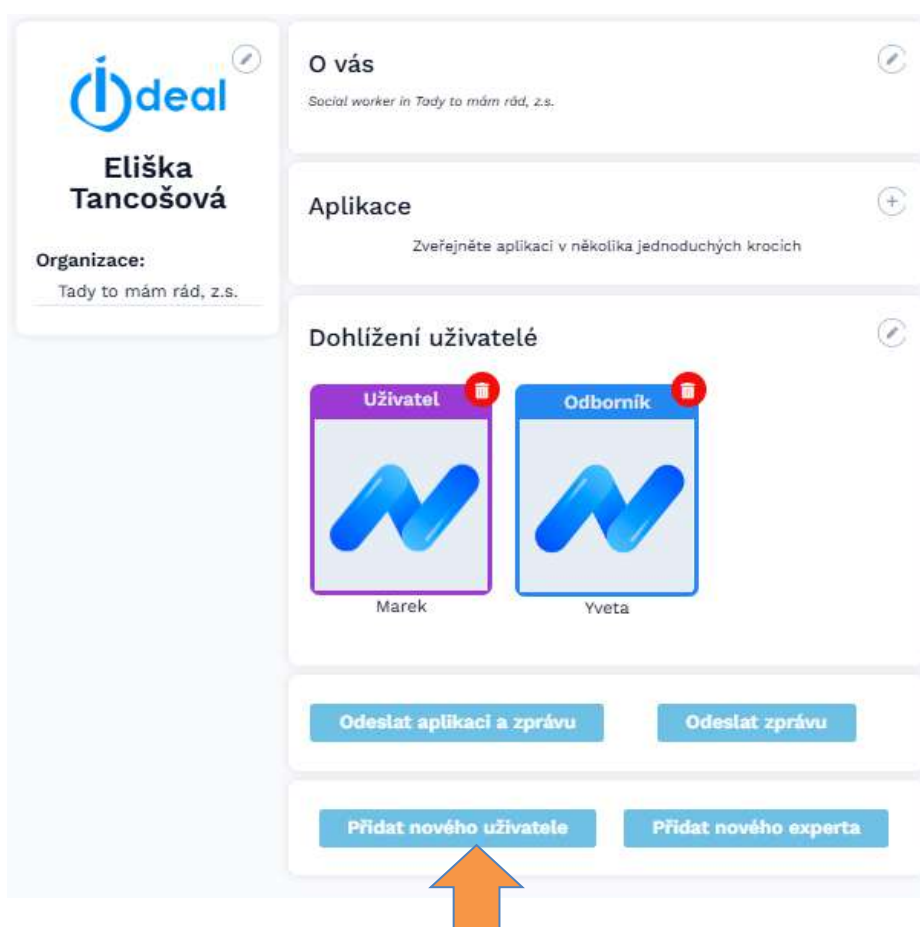 ideal
Eliška
Tancošová
Organizace:
Tady to mám rád, z.s.
O vás
Social worker in Tady to mám rád, z.s.
Aplikace
Zveřejněte aplikaci v několika jednoduchých krocích
Dohlížení uživatelé
Uživatel
Odborník
Marek
Yveta
Odeslat aplikaci a zprávu
Odeslat zprávu
Přidat nového uživatele
Přidat nového experta